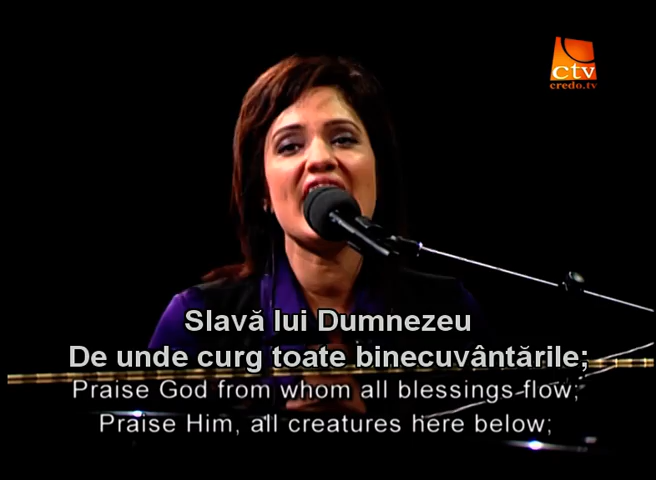 ctv
credo.tv
Slavă lui Dumnezeu
De unde curg toate binecuvântările;
Praise God from whom all blessings flow;
Praise Him, all creatures here below;